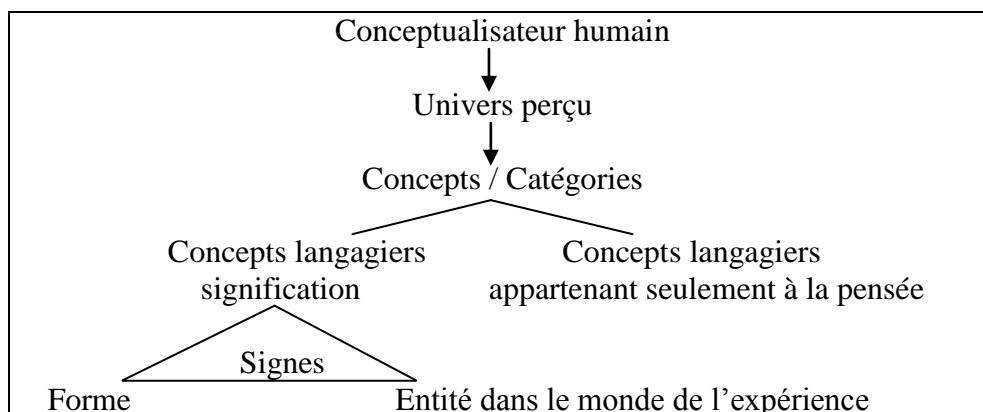 Conceptualisateur humain
Univers perçu
Concepts / Catégories
Concepts langagiers
signification
Concepts langagiers
appartenant seulement à la pensée
Signes
Forme
Entité dans le monde de l’expérience